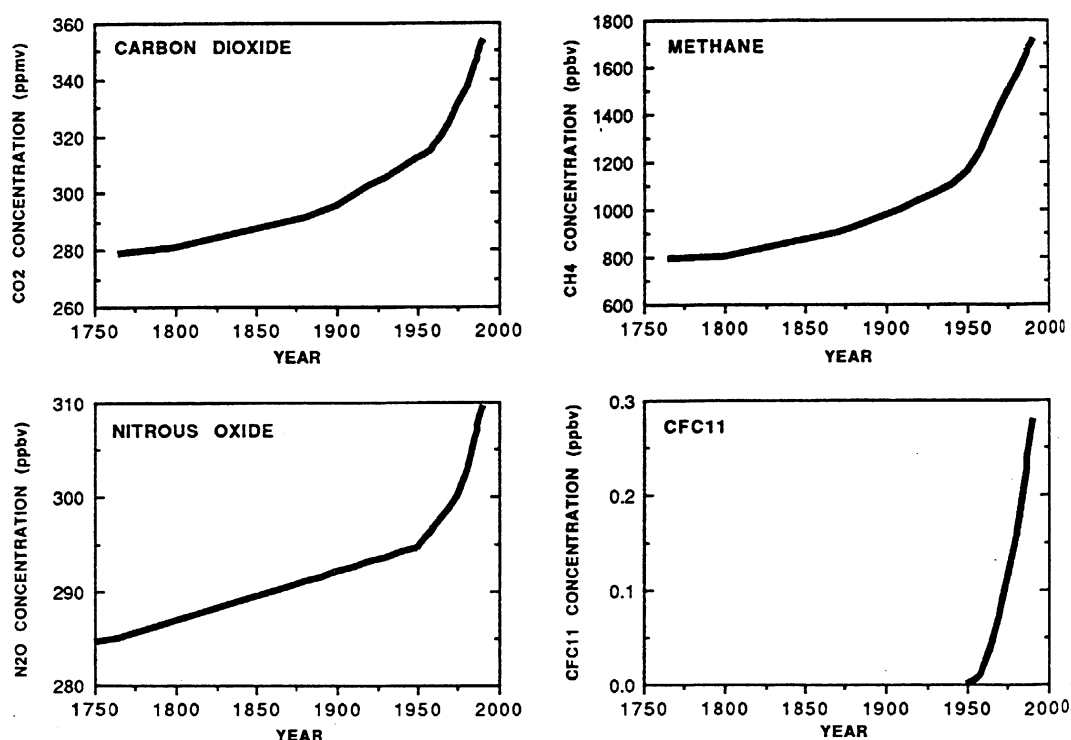 CARBON DIOXIDE
CO2 CONCENTRATION (ppmv)
360
340
320
300
280
260
1750 1800 1850 1900 1950 2000
YEAR
METHANE
CH4 CONCENTRATION (ppbv)
1800
1600
1400
1200
1000
800
600
1750 1800 1850 1900 1950 2000
YEAR
NITROUS OXIDE
N2O CONCENTRATION (ppbv)
310
300
290
280
1750 1800 1850 1900 1950 2000
YEAR
CFC11
CFC11 CONCENTRATION (ppbv)
0.3
0.2
0.1
0.0
1750 1800 1850 1900 1950 2000
YEAR